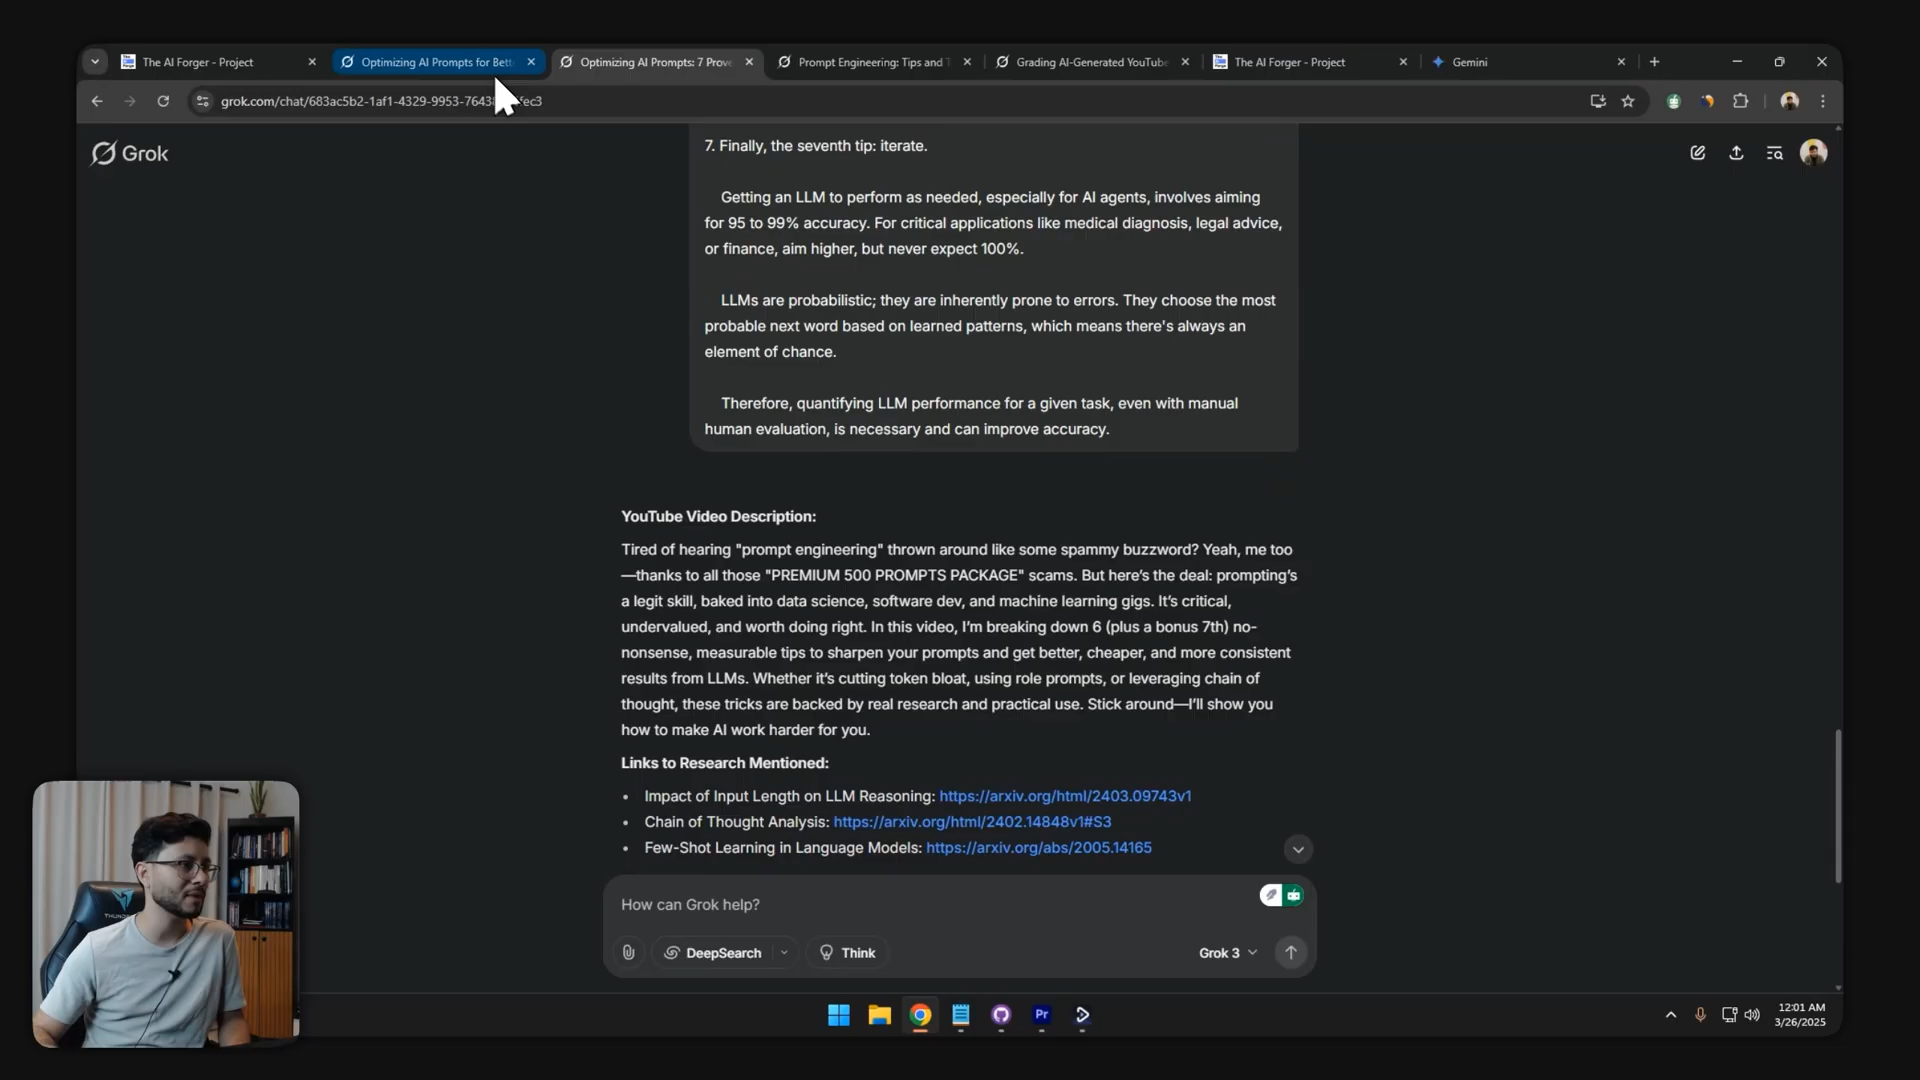 The AI Forger - Project
Optimizing AI Prompts for Bett
Optimizing AI Prompts: 7 Prove
Prompt Engineering: Tips and T
Grading AI-Generated YouTube
The AI Forger - Project
Gemini
grok.com/chat/683ac5b2-1af1-4329-9953-7643 fec3
Grok
7. Finally, the seventh tip: iterate.
Getting an LLM to perform as needed, especially for AI agents, involves aiming
for 95 to 99% accuracy. For critical applications like medical diagnosis, legal advice,
or finance, aim higher, but never expect 100%.
LLMs are probabilistic; they are inherently prone to errors. They choose the most
probable next word based on learned patterns, which means there's always an
element of chance.
Therefore, quantifying LLM performance for a given task, even with manual
human evaluation, is necessary and can improve accuracy.
YouTube Video Description:
Tired of hearing "prompt engineering" thrown around like some spammy buzzword? Yeah, me too
—thanks to all those "PREMIUM 500 PROMPTS PACKAGE" scams. But here's the deal: prompting's
a legit skill, baked into data science, software dev, and machine learning gigs. It's critical,
undervalued, and worth doing right. In this video, I'm breaking down 6 (plus a bonus 7th) no-
nonsense, measurable tips to sharpen your prompts and get better, cheaper, and more consistent
results from LLMs. Whether it's cutting token bloat, using role prompts, or leveraging chain of
thought, these tricks are backed by real research and practical use. Stick around—I'll show you
how to make AI work harder for you.
Links to Research Mentioned:
• Impact of Input Length on LLM Reasoning: https://arxiv.org/html/2403.09743v1
• Chain of Thought Analysis: https://arxiv.org/html/2402.14848v1#S3
• Few-Shot Learning in Language Models: https://arxiv.org/abs/2005.14165
How can Grok help?
DeepSearch
Think
Grok 3
Pr
12:01 AM
3/26/2025